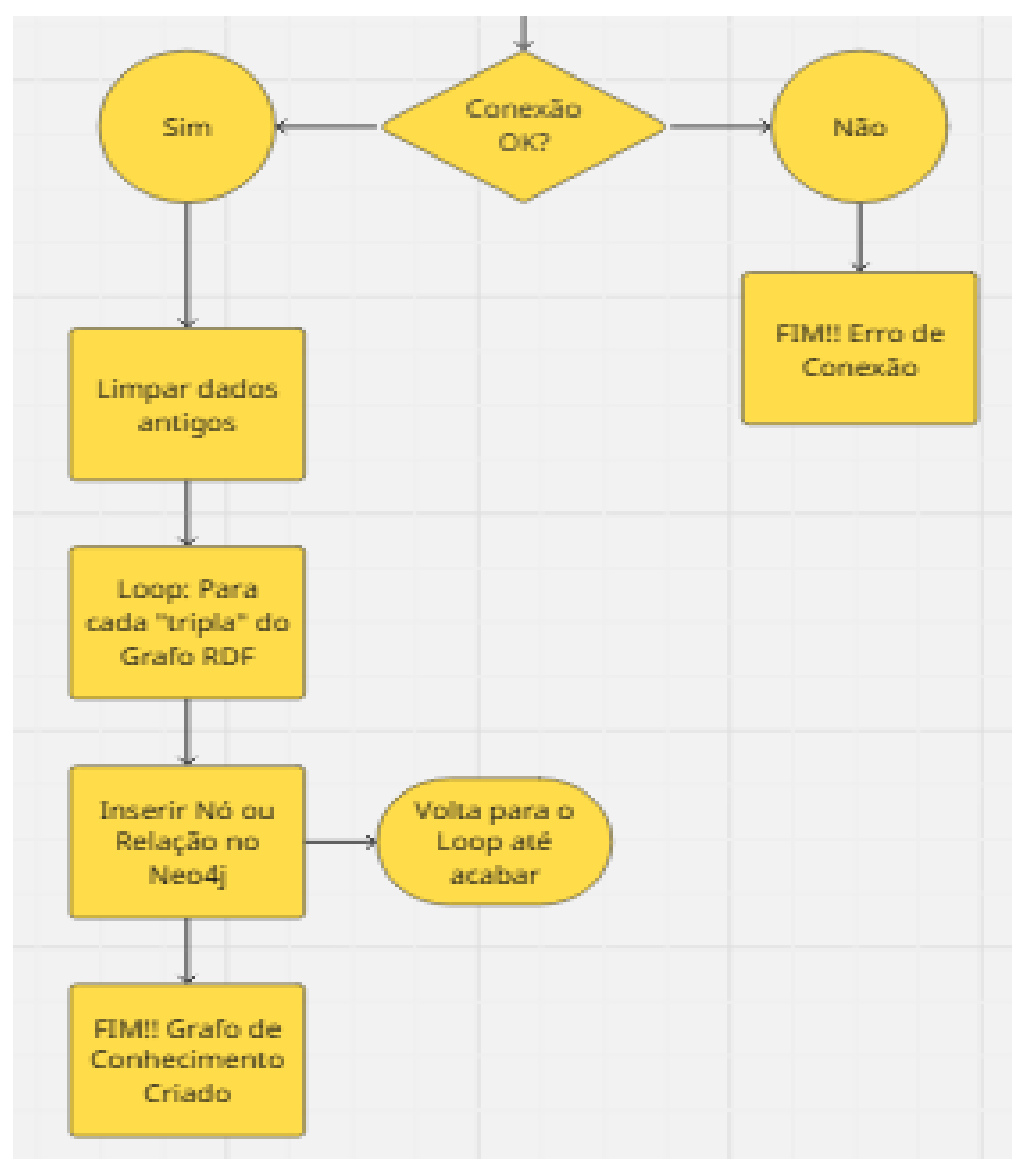 Sim
Conexão
OK?
Não
FIM!! Erro de
Conexão
Limpar dados
antigos
Loop: Para
cada "tripla" do
Grafo RDF
Inserir Nó ou
Relação no
Neo4j
Volta para o
Loop até
acabar
FIM!! Grafo de
Conhecimento
Criado